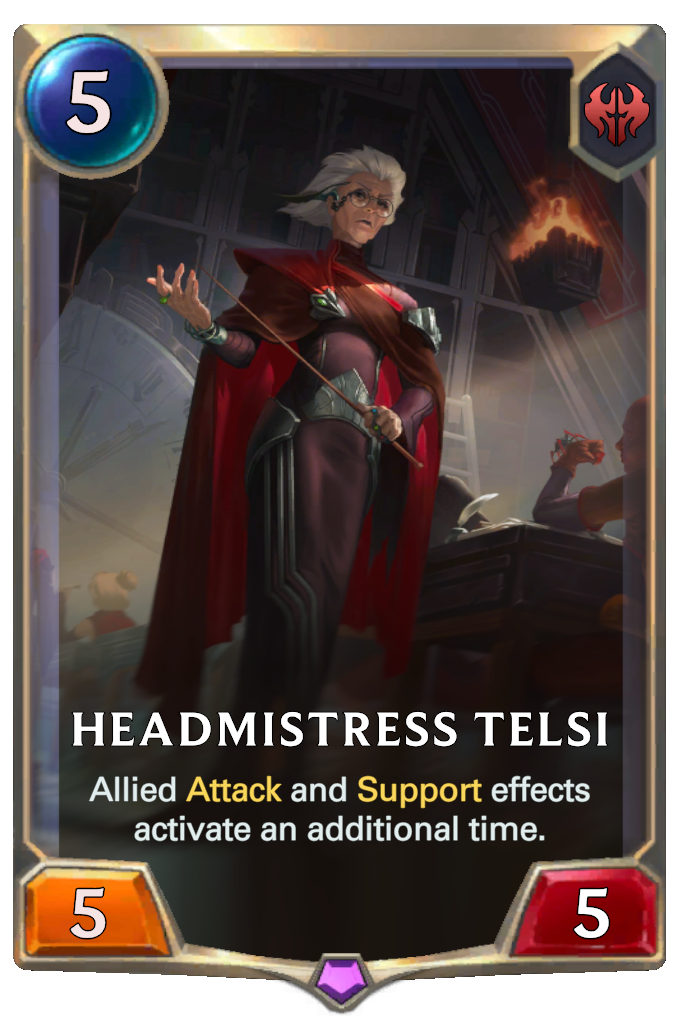 5
HEADMISTRESS TELSI
Allied Attack and Support effects
activate an additional time.
5
5